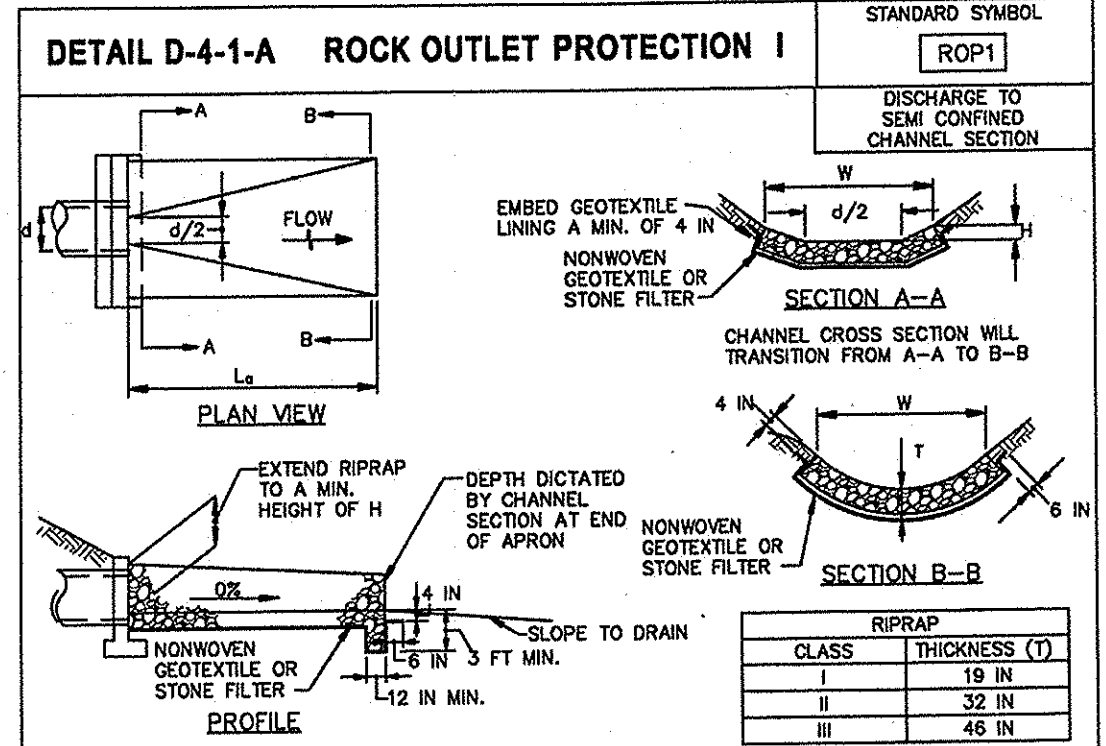 DETAIL D-4-1-A ROCK OUTLET PROTECTION I
STANDARD SYMBOL
ROP1
DISCHARGE TO
SEMI CONFINED
CHANNEL SECTION
A
B
d
d/2
FLOW
A
B
La
PLAN VIEW
W
d/2
H
EMBED GEOTEXTILE
LINING A MIN. OF 4 IN
NONWOVEN
GEOTEXTILE OR
STONE FILTER
SECTION A-A
CHANNEL CROSS SECTION WILL
TRANSITION FROM A-A TO B-B
4 IN
W
T
6 IN
NONWOVEN
GEOTEXTILE OR
STONE FILTER
SECTION B-B
EXTEND RIPRAP
TO A MIN.
HEIGHT OF H
DEPTH DICTATED
BY CHANNEL
SECTION AT END
OF APRON
0%
4 IN
SLOPE TO DRAIN
6 IN
3 FT MIN.
12 IN MIN.
NONWOVEN
GEOTEXTILE OR
STONE FILTER
PROFILE
RIPRAP
CLASS THICKNESS (T)
I 19 IN
II 32 IN
III 46 IN